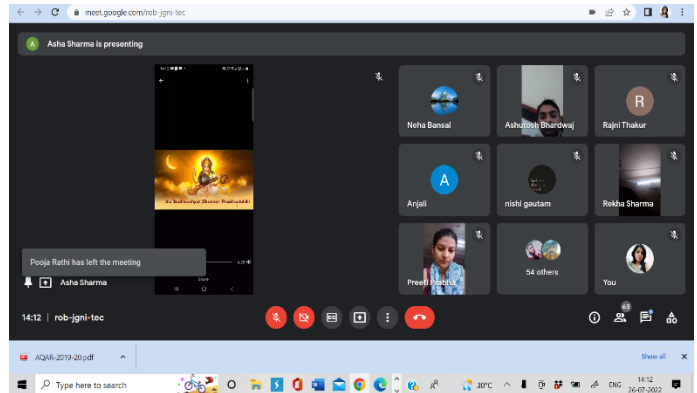 meet.google.com/rob-jgni-tec
A
Asha Sharma is presenting
14:12
Neha Bansal
Ashutosh Bhardwaj
R
Rajni Thakur
A
Anjali
nishi gautam
Rekha Sharma
Pooja Rathi has left the meeting
Asha Sharma
Preeti Prabha
54 others
You
14:12 | rob-jgni-tec
63
AQAR-2019-20.pdf
Show all
Type here to search
30°C
ENG
14:12
26-07-2022